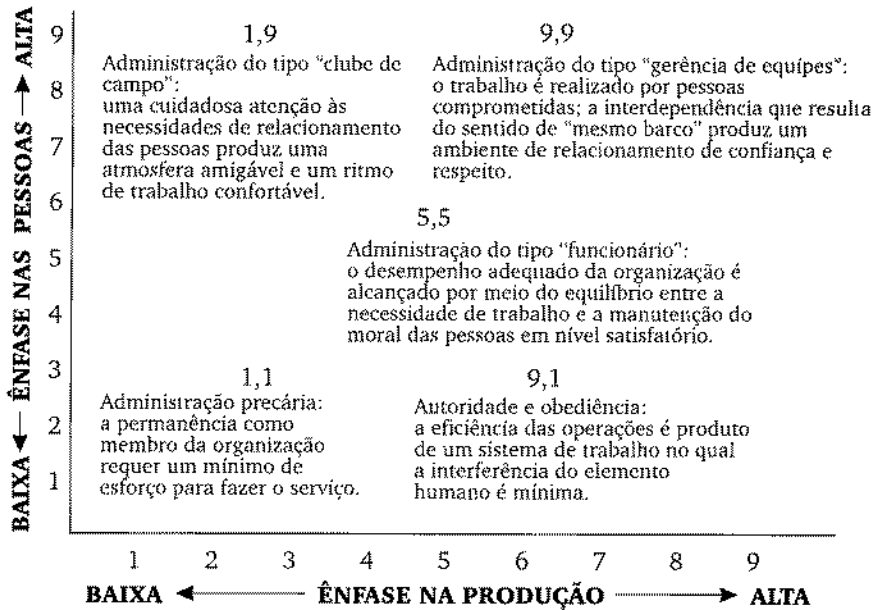 1,9
Administração do tipo "clube de
campo":
uma cuidadosa atenção às
necessidades de relacionamento
das pessoas produz uma
atmosfera amigável e um ritmo
de trabalho confortável.
9,9
Administração do tipo "gerência de equipes":
o trabalho é realizado por pessoas
comprometidas; a interdependência que resulta
do sentido de "mesmo barco" produz um
ambiente de relacionamento de confiança e
respeito.
5,5
Administração do tipo "funcionário":
o desempenho adequado da organização é
alcançado por meio do equilíbrio entre a
necessidade de trabalho e a manutenção do
moral das pessoas em nível satisfatório.
1,1
Administração precária:
a permanência como
membro da organização
requer um mínimo de
esforço para fazer o serviço.
9,1
Autoridade e obediência:
a eficiência das operações é produto
de um sistema de trabalho no qual
a interferência do elemento
humano é mínima.
BAIXA ÊNFASE NAS PESSOAS ALTA
9
8
7
6
5
4
3
2
1
1 2 3 4 5 6 7 8 9
BAIXA ÊNFASE NA PRODUÇÃO ALTA